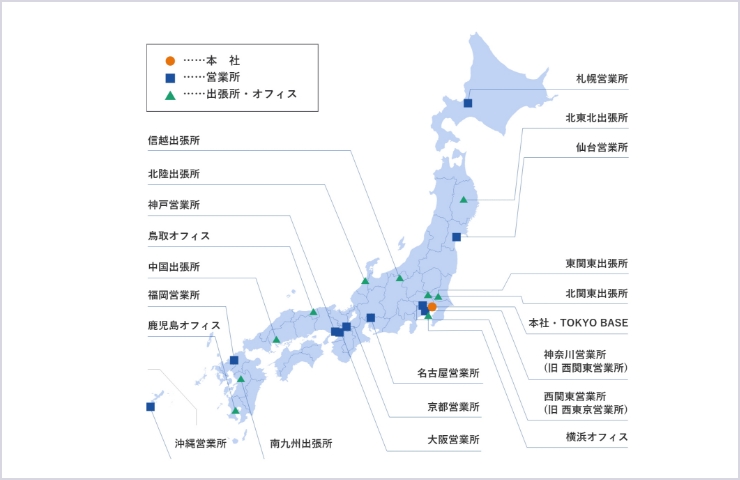 ……本　社
……営業所
……出張所・オフィス
信越出張所
北陸出張所
神戸営業所
鳥取オフィス
中国出張所
福岡営業所
鹿児島オフィス
沖縄営業所
南九州出張所
札幌営業所
北東北出張所
仙台営業所
東関東出張所
北関東出張所
本社・TOKYO BASE
神奈川営業所
(旧 西関東営業所)
西関東営業所
(旧 西東京営業所)
横浜オフィス
名古屋営業所
京都営業所
大阪営業所